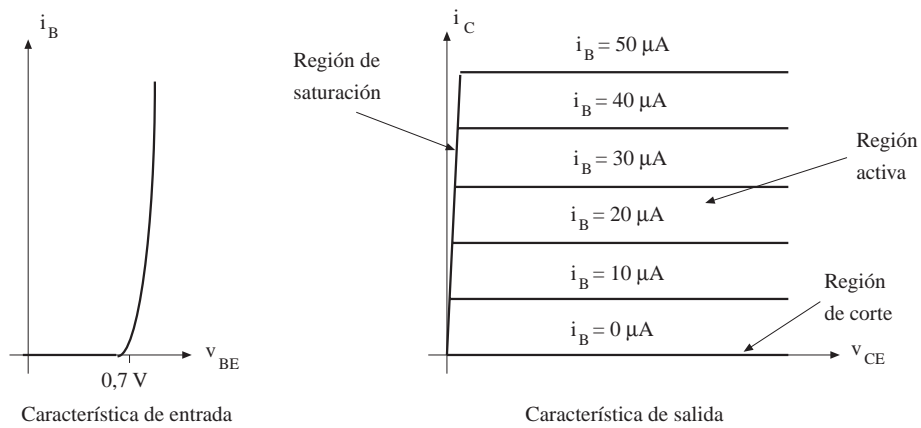 i B
v BE
0,7 V
Característica de entrada
i C
Región de
saturación
i B = 50 µA
i B = 40 µA
i B = 30 µA
i B = 20 µA
i B = 10 µA
i B = 0 µA
Región
activa
Región
de corte
v CE
Característica de salida